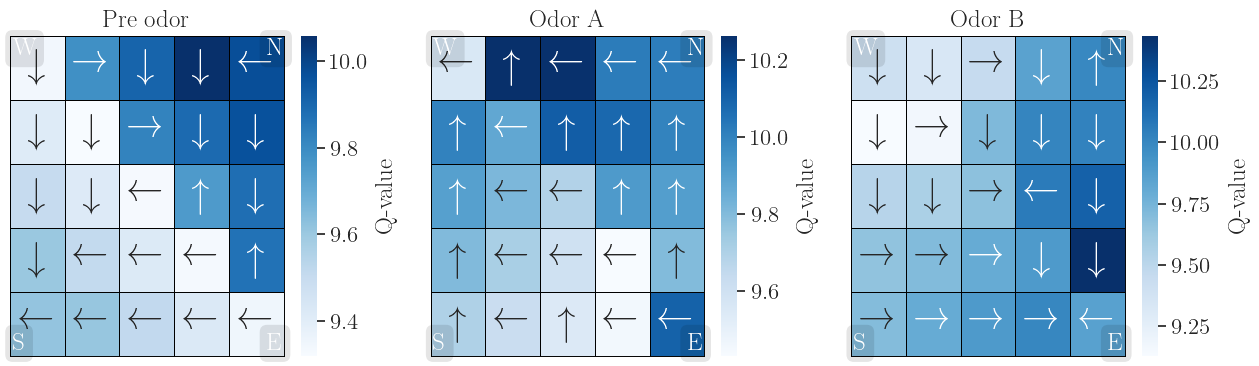 Pre odor
W
N
S
E
10.0
9.8
9.6
9.4
Q-value
Odor A
W
N
S
E
10.2
10.0
9.8
9.6
Q-value
Odor B
W
N
S
E
10.25
10.00
9.75
9.50
9.25
Q-value